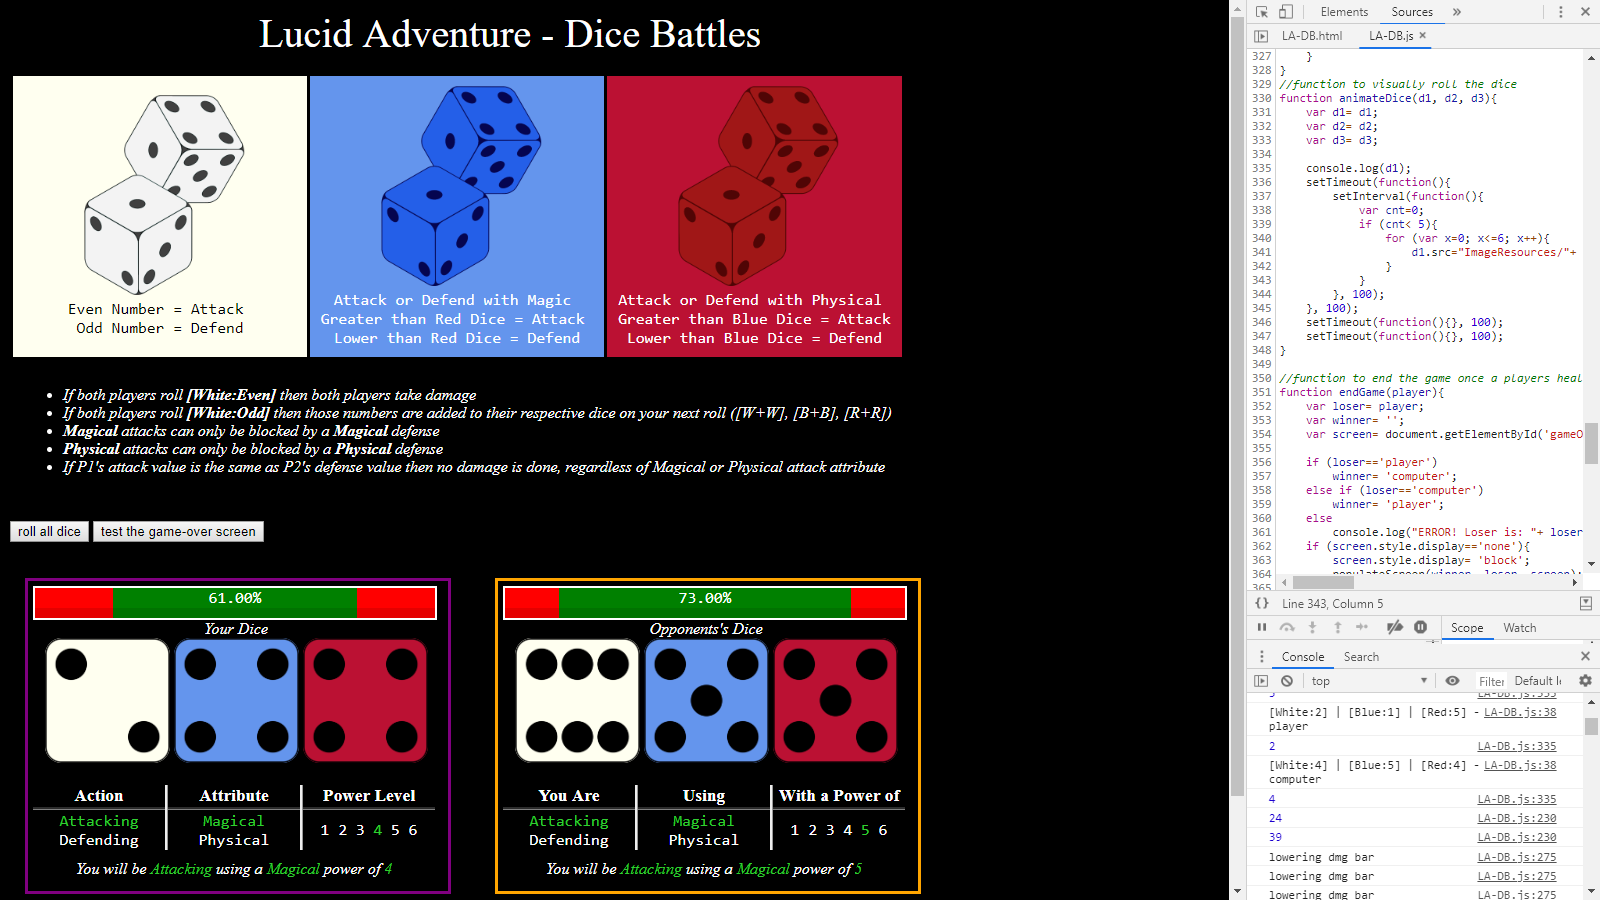 Lucid Adventure - Dice Battles
Even Number = Attack
Odd Number = Defend
Attack or Defend with Magic
Greater than Red Dice = Attack
Lower than Red Dice = Defend
Attack or Defend with Physical
Greater than Blue Dice = Attack
Lower than Blue Dice = Defend
If both players roll [White:Even] then both players take damage
If both players roll [White:Odd] then those numbers are added to their respective dice on your next roll ([W+W], [B+B], [R+R])
Magical attacks can only be blocked by a Magical defense
Physical attacks can only be blocked by a Physical defense
If P1's attack value is the same as P2's defense value then no damage is done, regardless of Magical or Physical attack attribute
roll all dice test the game-over screen
61.00%
Your Dice
Action Attribute Power Level
Attacking Magical
1 2 3 4 5 6
Defending Physical
You will be Attacking using a Magical power of 4
73.00%
Opponents's Dice
You Are Using With a Power of
Attacking Magical
1 2 3 4 5 6
Defending Physical
You will be Attacking using a Magical power of 5
Elements Sources »
LA-DB.html LA-DB.js ×
327 }
328 }
329 //function to visually roll the dice
330 function animateDice(d1, d2, d3){
331 var d1= d1;
332 var d2= d2;
333 var d3= d3;
334
335 console.log(d1);
336 setTimeout(function(){
337 setInterval(function(){
338 var cnt=0;
339 if (cnt< 5){
340 for (var x=0; x<=6; x++){
341 d1.src="ImageResources/"+
342 }
343 }
344 }, 100);
345 }, 100);
346 setTimeout(function(){}, 100);
347 setTimeout(function(){}, 100);
348 }
349
350 //function to end the game once a players heal
351 function endGame(player){
352 var loser= player;
353 var winner= '';
354 var screen= document.getElementById('gameO
355
356 if (loser=='player')
357 winner= 'computer';
358 else if (loser=='computer')
359 winner= 'player';
360 else
361 console.log("ERROR! Loser is: "+ loser
362 if (screen.style.display=='none'){
363 screen.style.display= 'block';
364 populateScreen(winner, loser, screen);
365
{} Line 343, Column 5
Scope Watch
Console Search
top Filter Default l
5 LA-DB.js:335
[White:2] | [Blue:1] | [Red:5] - LA-DB.js:38
player
2 LA-DB.js:335
[White:4] | [Blue:5] | [Red:4] - LA-DB.js:38
computer
4 LA-DB.js:335
24 LA-DB.js:230
39 LA-DB.js:230
lowering dmg bar LA-DB.js:275
lowering dmg bar LA-DB.js:275
lowering dmg bar LA-DB.js:275